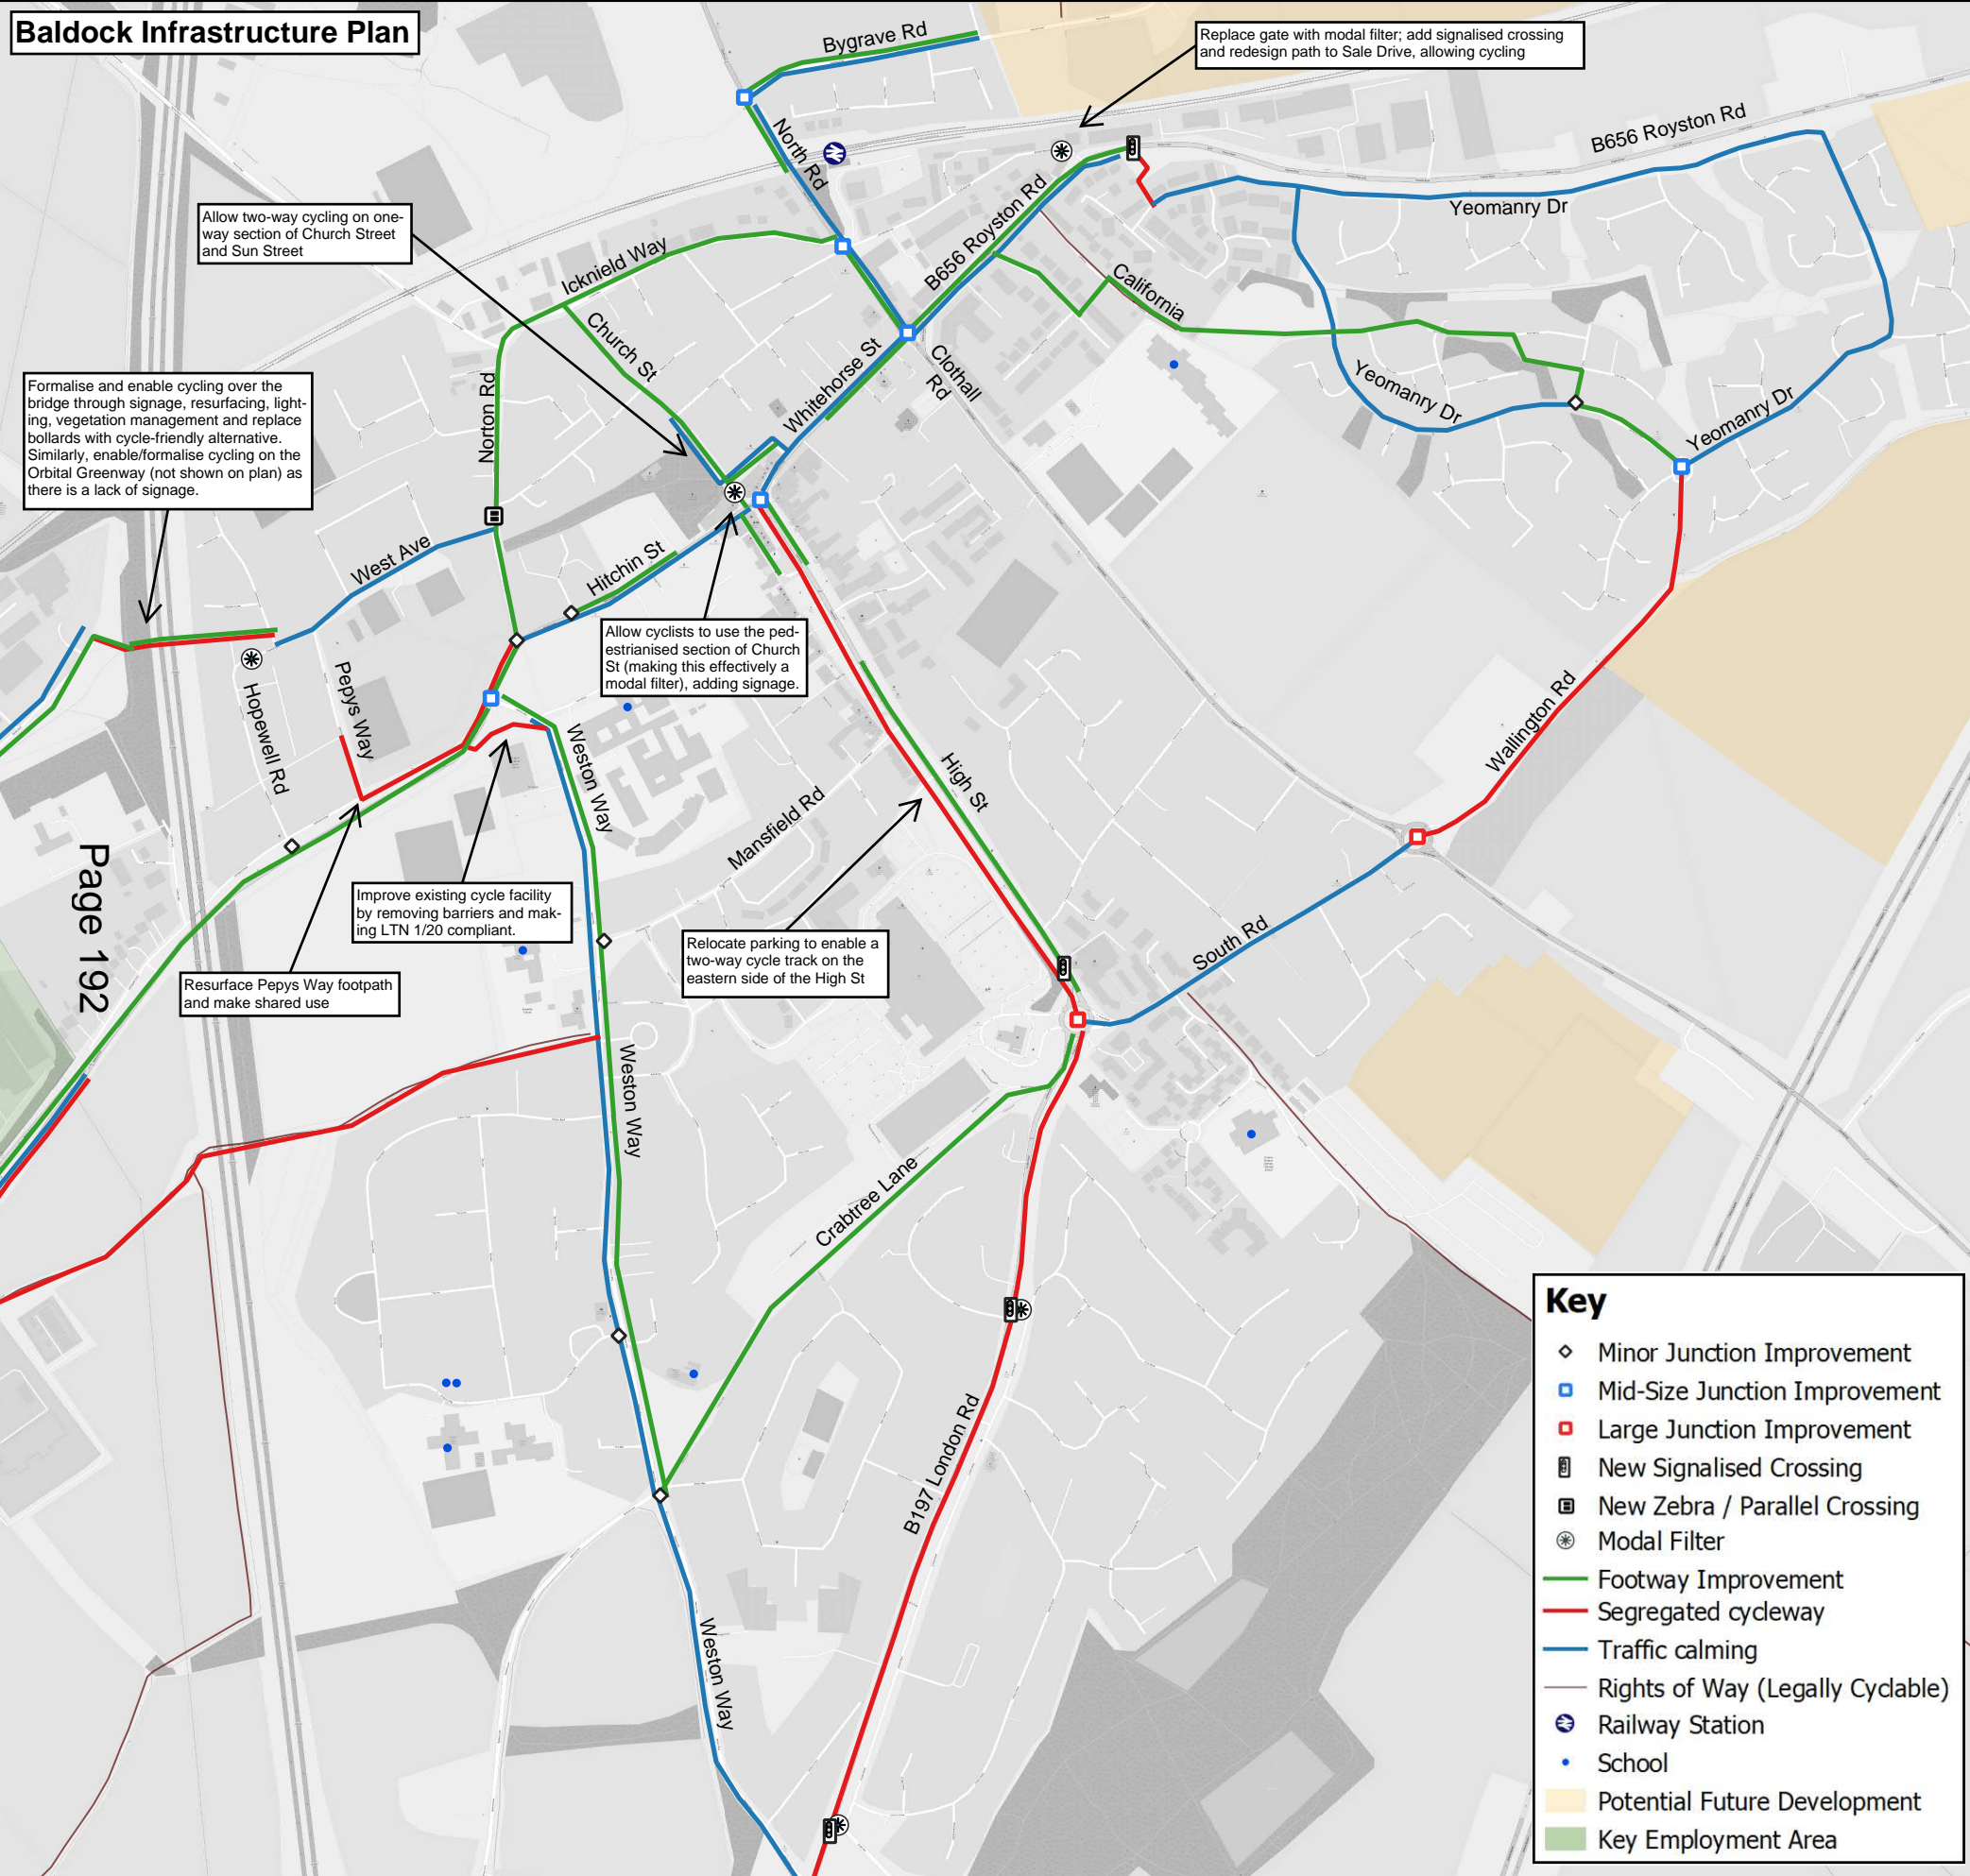 Baldock Infrastructure Plan
Bygrave Rd
Replace gate with modal filter; add signalised crossing
and redesign path to Sale Drive, allowing cycling
North Rd
B656 Royston Rd
Allow two-way cycling on one-
way section of Church Street
and Sun Street
Yeomanry Dr
B656 Royston Rd
Icknield Way
California
Church St
Whitehorse St
Clothall
Rd
Formalise and enable cycling over the
bridge through signage, resurfacing, light-
ing, vegetation management and replace
bollards with cycle-friendly alternative.
Similarly, enable/formalise cycling on the
Orbital Greenway (not shown on plan) as
there is a lack of signage.
Norton Rd
Yeomanry Dr
Yeomanry Dr
West Ave
Hitchin St
Allow cyclists to use the ped-
estrianised section of Church
St (making this effectively a
modal filter), adding signage.
Pepys Way
Hopewell Rd
Weston Way
Wallington Rd
High St
Mansfield Rd
Page 192
Improve existing cycle facility
by removing barriers and mak-
ing LTN 1/20 compliant.
Relocate parking to enable a
two-way cycle track on the
eastern side of the High St
South Rd
Resurface Pepys Way footpath
and make shared use
Weston Way
Crabtree Lane
B197 London Rd
Weston Way
Key
Minor Junction Improvement
Mid-Size Junction Improvement
Large Junction Improvement
New Signalised Crossing
New Zebra / Parallel Crossing
Modal Filter
Footway Improvement
Segregated cycleway
Traffic calming
Rights of Way (Legally Cyclable)
Railway Station
School
Potential Future Development
Key Employment Area